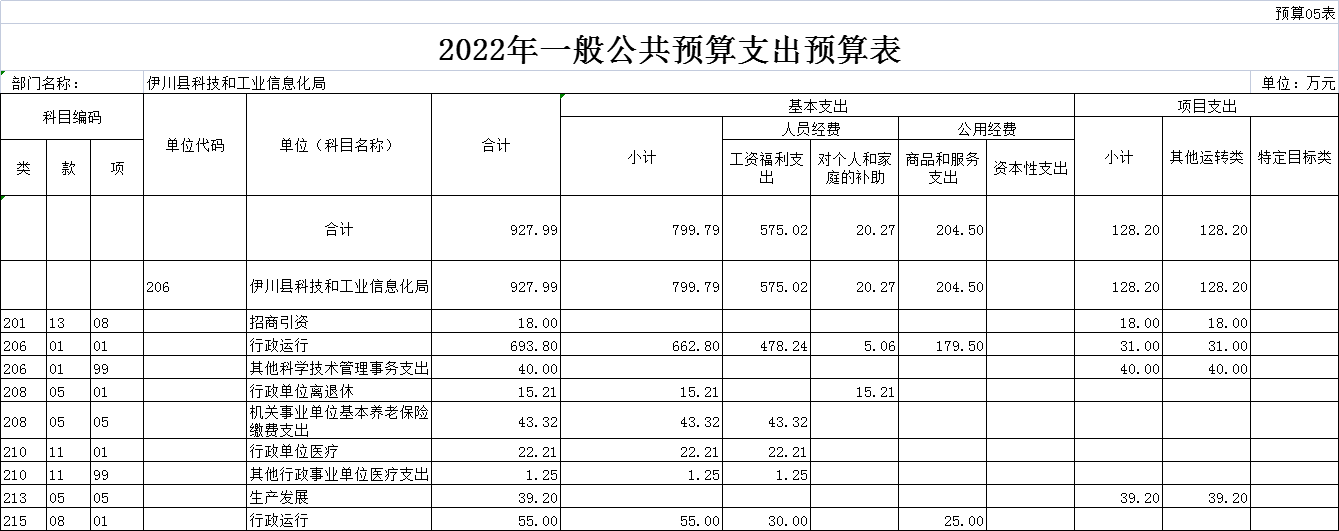 预算05表
2022年一般公共预算支出预算表
部门名称： 伊川县科技和工业信息化局 单位：万元
科目编码 单位代码 单位（科目名称） 合计 基本支出 项目支出
小计 人员经费 公用经费 小计 其他运转类 特定目标类
类 款 项 工资福利支出 对个人和家庭的补助 商品和服务支出 资本性支出
合计 927.99 799.79 575.02 20.27 204.50 128.20 128.20
206 伊川县科技和工业信息化局 927.99 799.79 575.02 20.27 204.50 128.20 128.20
201 13 08 招商引资 18.00 18.00 18.00
206 01 01 行政运行 693.80 662.80 478.24 5.06 179.50 31.00 31.00
206 01 99 其他科学技术管理事务支出 40.00 40.00 40.00
208 05 01 行政单位离退休 15.21 15.21 15.21
208 05 05 机关事业单位基本养老保险缴费支出 43.32 43.32 43.32
210 11 01 行政单位医疗 22.21 22.21 22.21
210 11 99 其他行政事业单位医疗支出 1.25 1.25 1.25
213 05 05 生产发展 39.20 39.20 39.20
215 08 01 行政运行 55.00 55.00 30.00 25.00